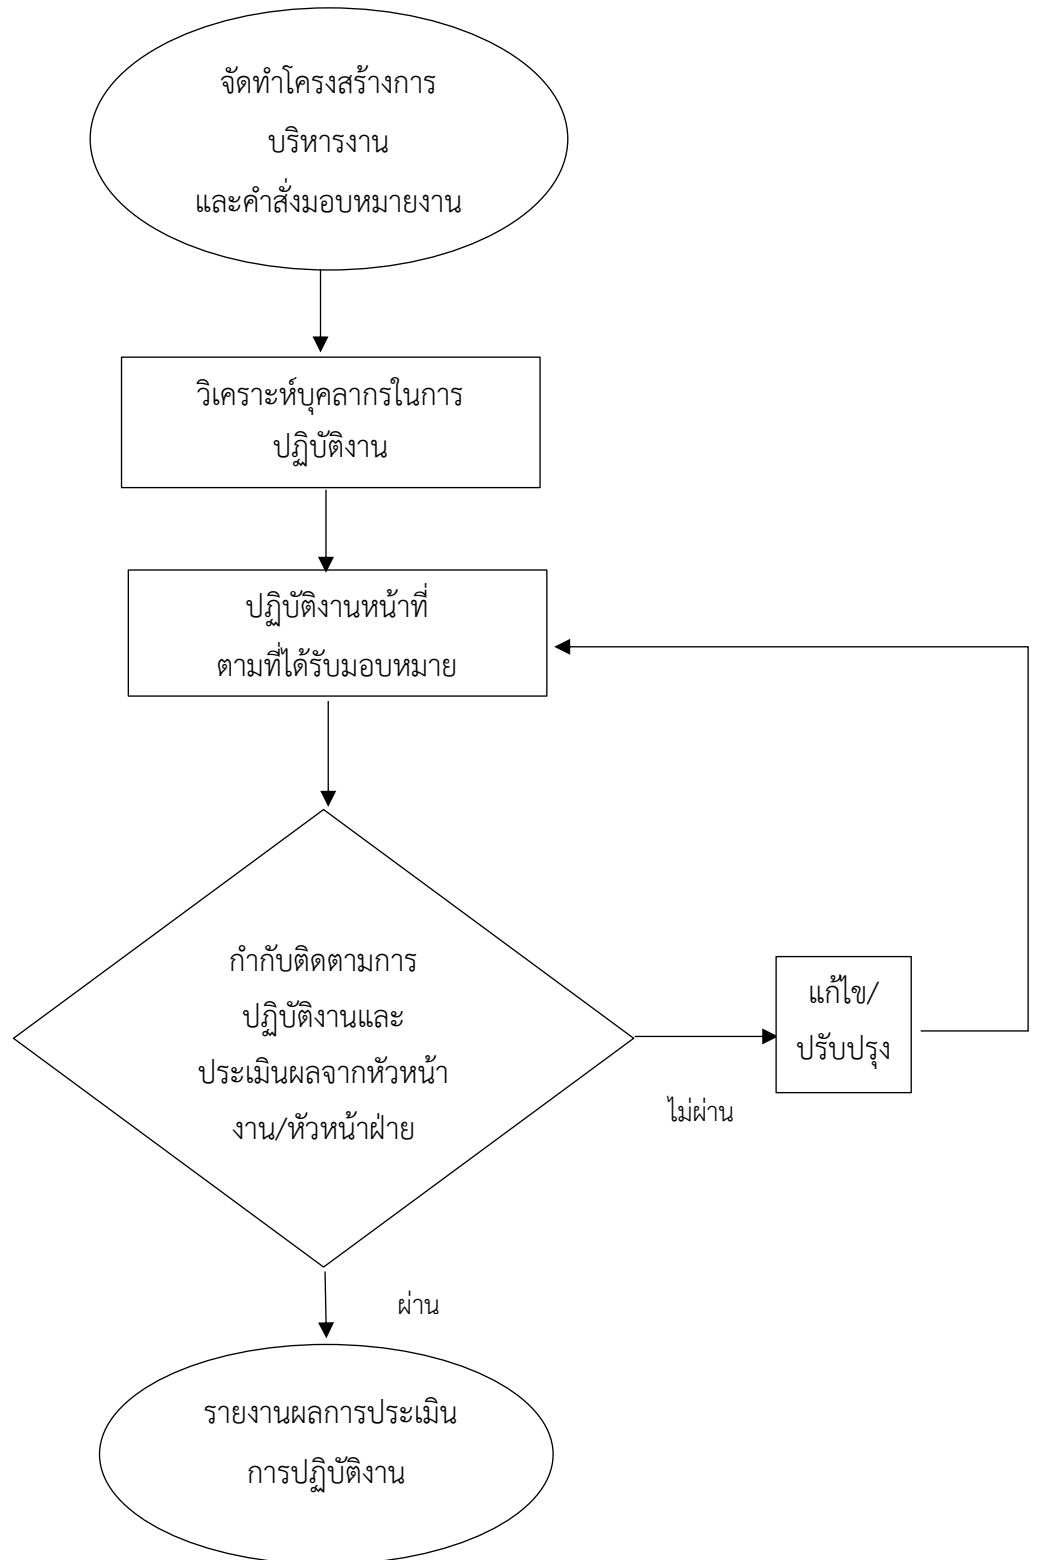 จัดทำโครงสร้างการ
บริหารงาน
และคำสั่งมอบหมายงาน
วิเคราะห์บุคลากรในการ
ปฏิบัติงาน
ปฏิบัติงานหน้าที่
ตามที่ได้รับมอบหมาย
กำกับติดตามการ
ปฏิบัติงานและ
ประเมินผลจากหัวหน้า
งาน/หัวหน้าฝ่าย
แก้ไข/
ปรับปรุง
ไม่ผ่าน
ผ่าน
รายงานผลการประเมิน
การปฏิบัติงาน